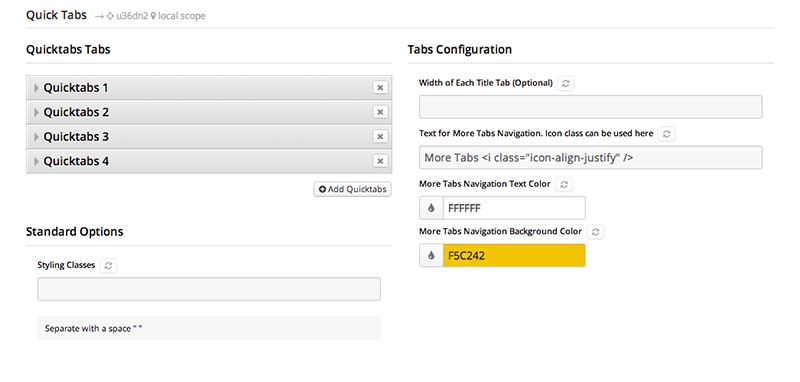 Quick Tabs → u36dn2 local scope
Quicktabs Tabs
Quicktabs 1
Quicktabs 2
Quicktabs 3
Quicktabs 4
Add Quicktabs
Standard Options
Styling Classes
Separate with a space " "
Tabs Configuration
Width of Each Title Tab (Optional)
Text for More Tabs Navigation. Icon class can be used here
More Tabs <i class="icon-align-justify" />
More Tabs Navigation Text Color
FFFFFF
More Tabs Navigation Background Color
F5C242